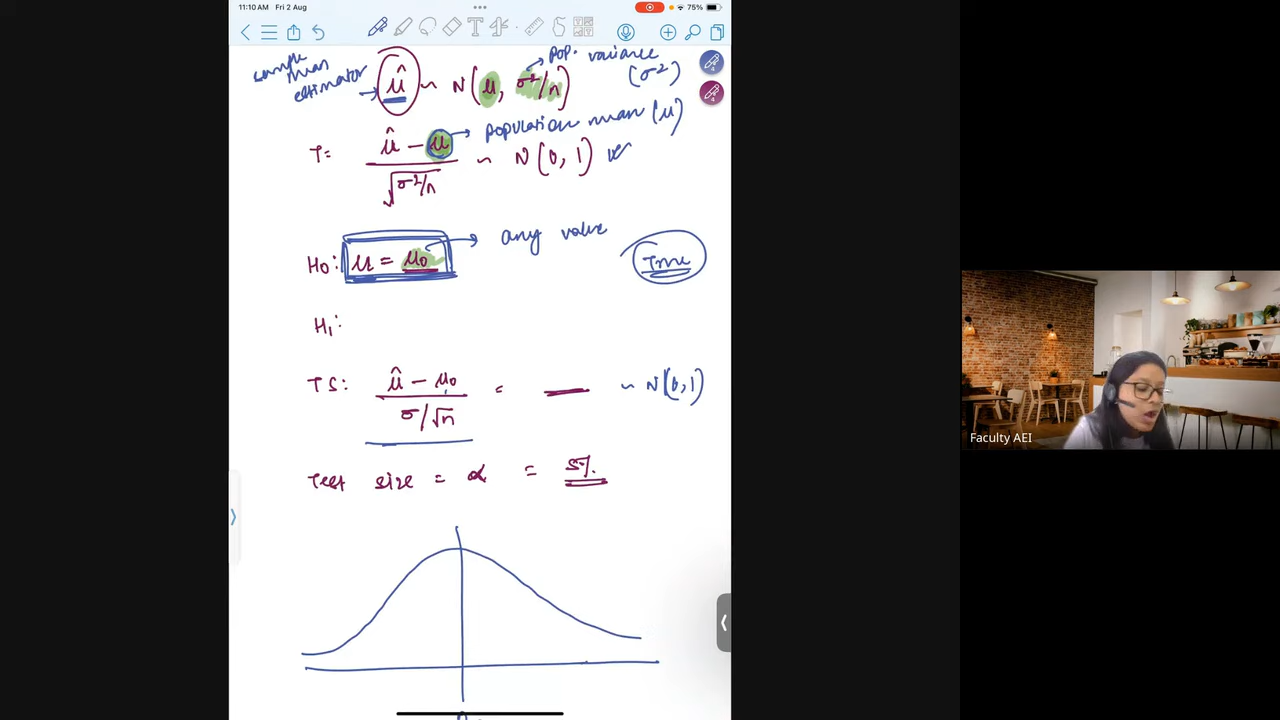 11:10 AM Fri 2 Aug
75%
sample mean estimator → μ̂ ~ N(μ, σ²/n) → pop. variance (σ²)
T = (μ̂ − μ) / √(σ²/n) ~ N(0, 1)
→ population mean (μ)
H0: μ = μ0 → any value
True
H1:
TS: (μ̂ − μ0) / (σ/√n) = — ~ N(0,1)
Test size = α = 5%
Faculty AEI